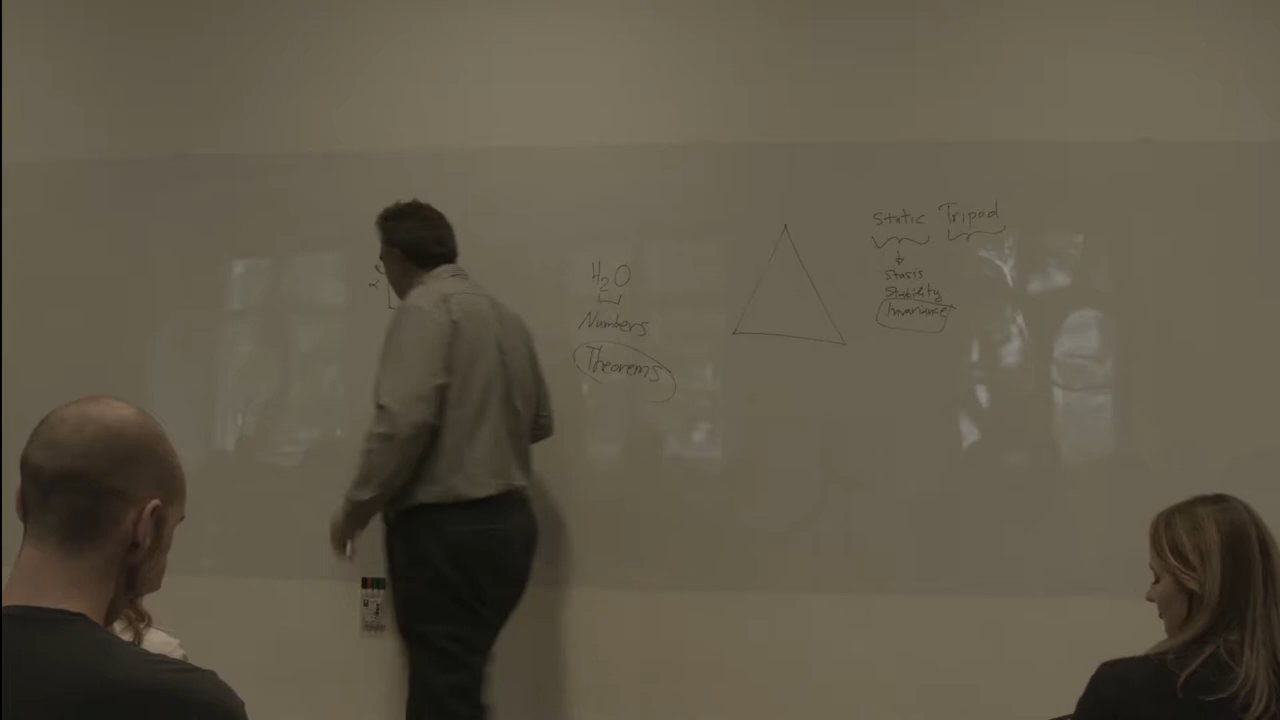 H₂O
Numbers
Theorems
Static Tripod
Stasis
Stability
Invariance